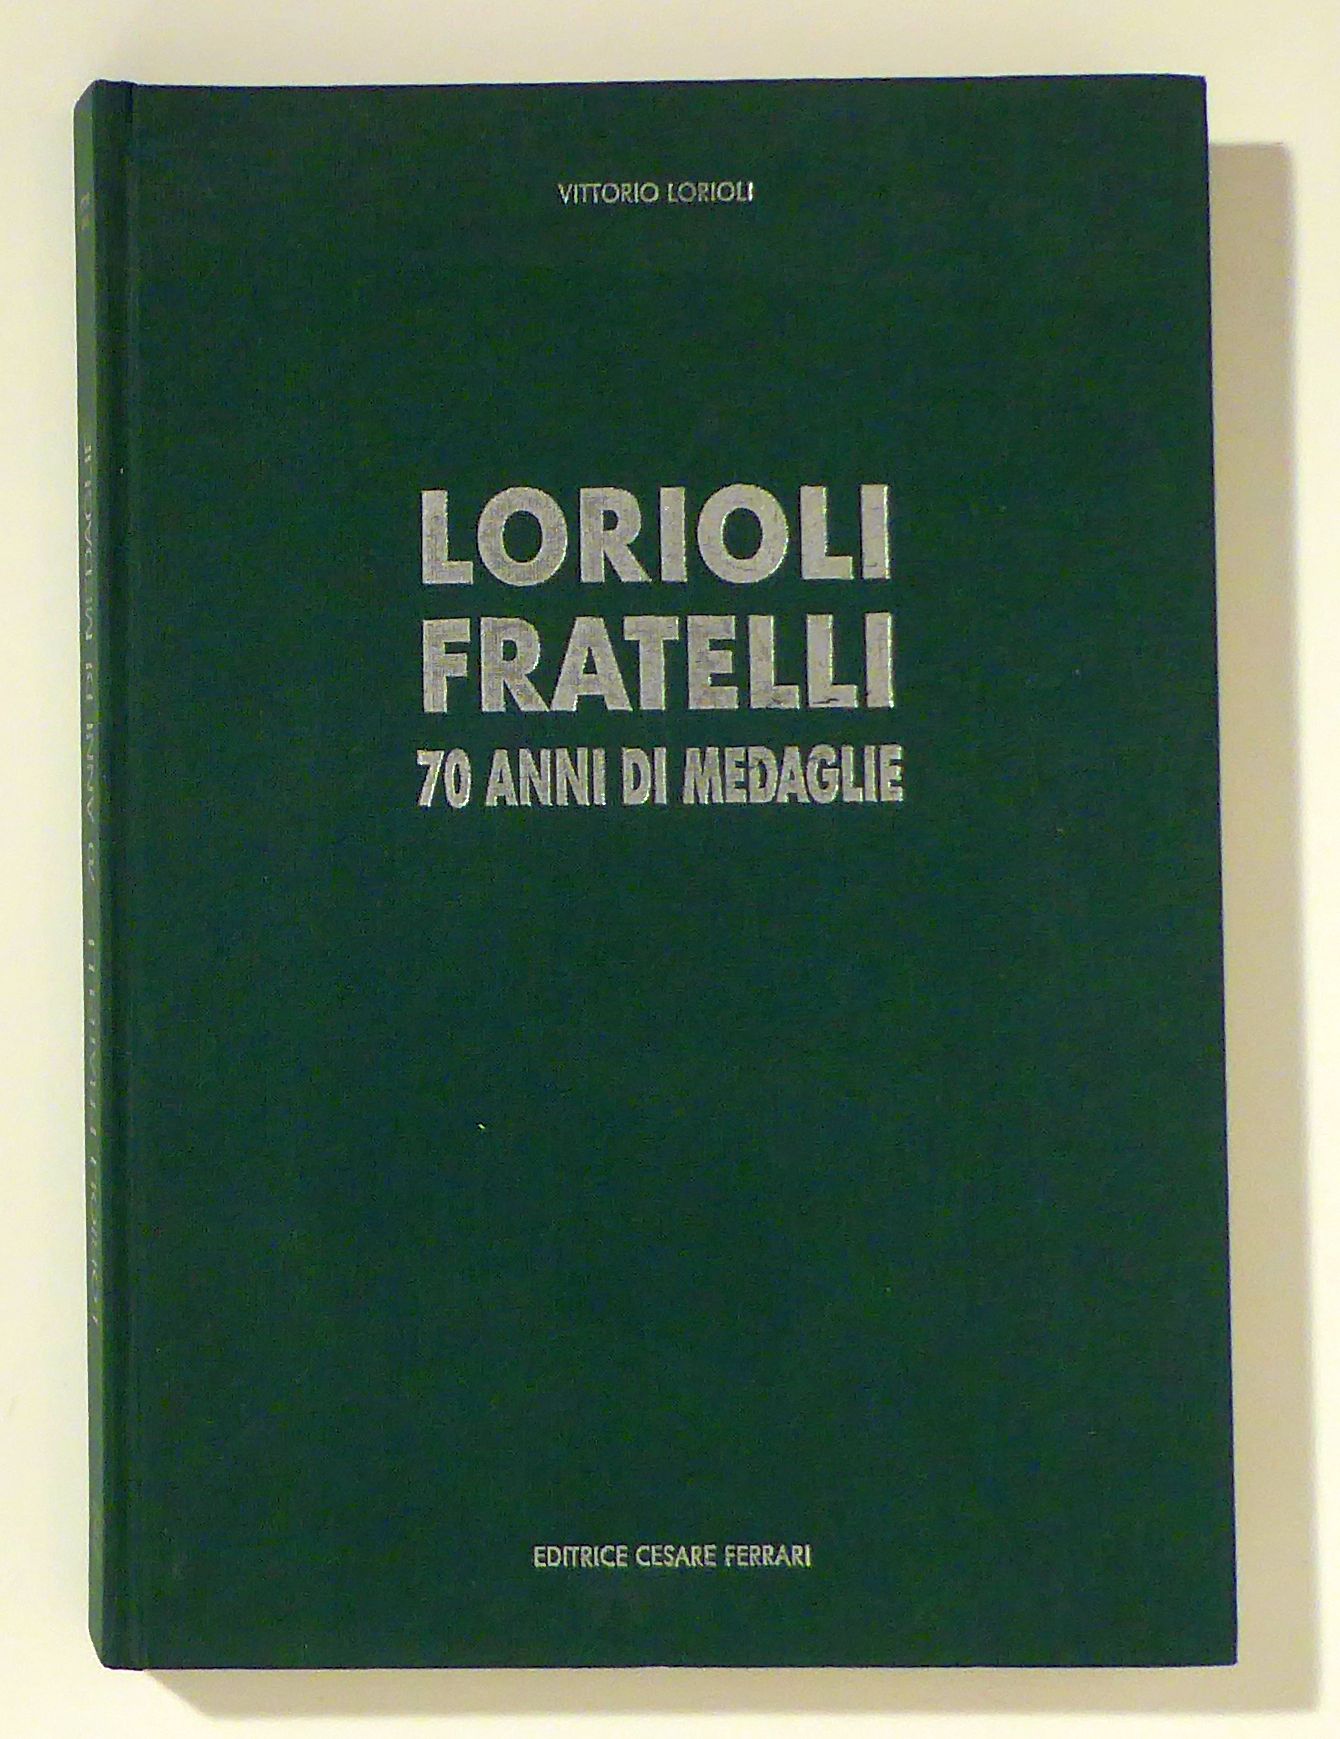 VITTORIO LORIOLI
LORIOLI
FRATELLI
70 ANNI DI MEDAGLIE
EDITRICE CESARE FERRARI
LORIOLI FRATELLI 70 ANNI DI MEDAGLIE